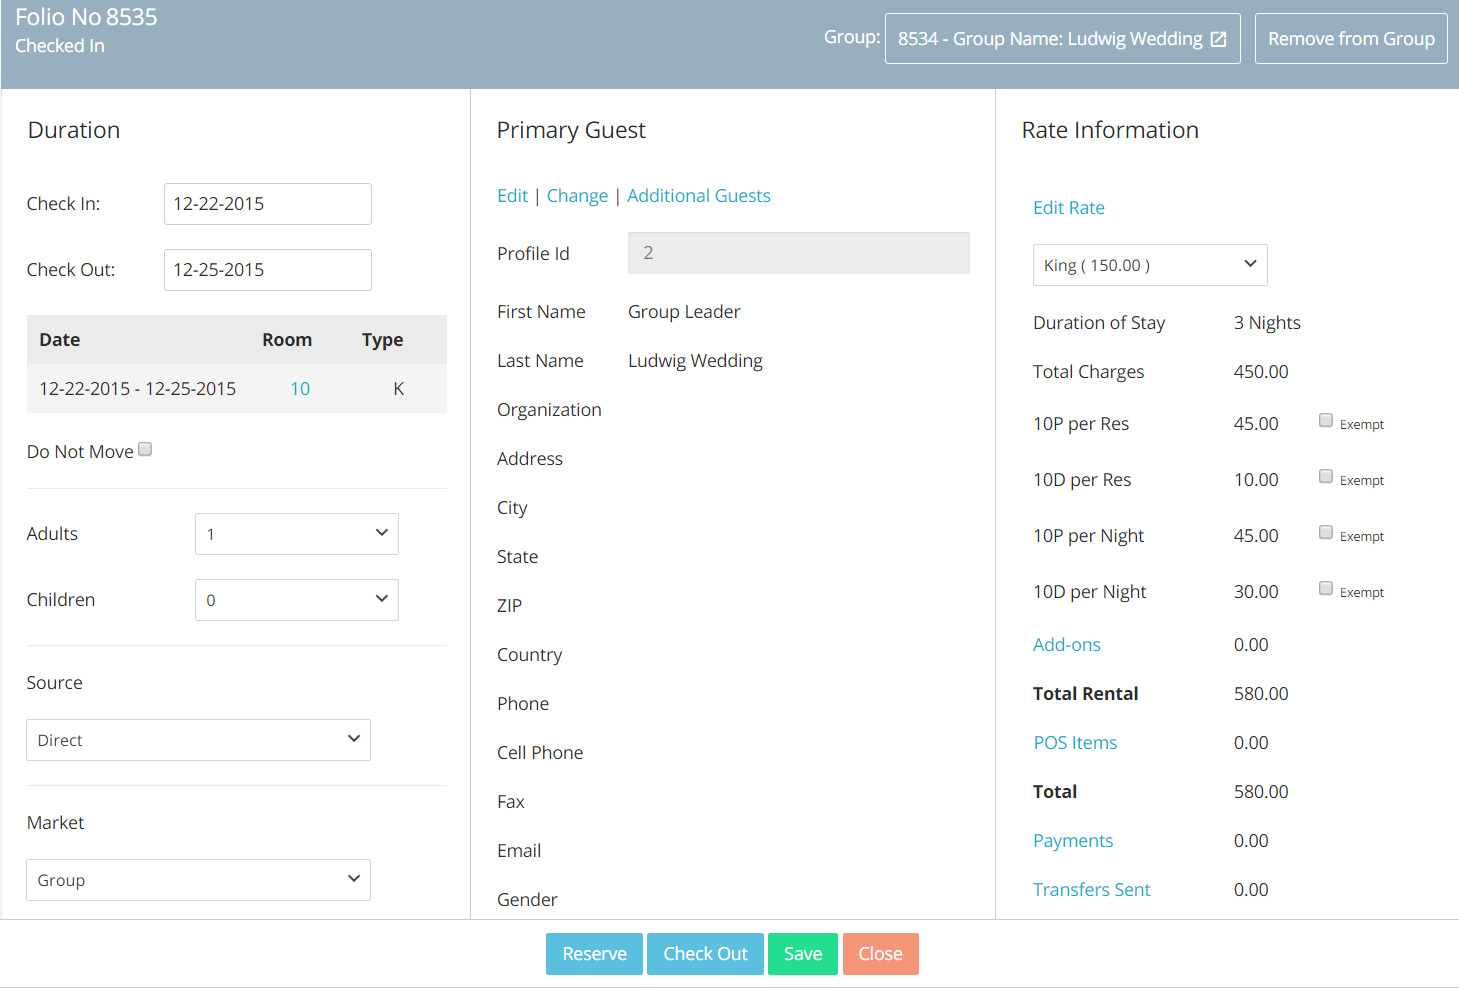 Folio No 8535
Checked In
Group: 8534 - Group Name: Ludwig Wedding Remove from Group
Duration
Check In: 12-22-2015
Check Out: 12-25-2015
Date Room Type
12-22-2015 - 12-25-2015 10 K
Do Not Move
Adults 1
Children 0
Source
Direct
Market
Group
Primary Guest
Edit | Change | Additional Guests
Profile Id 2
First Name Group Leader
Last Name Ludwig Wedding
Organization
Address
City
State
ZIP
Country
Phone
Cell Phone
Fax
Email
Gender
Rate Information
Edit Rate
King ( 150.00 )
Duration of Stay 3 Nights
Total Charges 450.00
10P per Res 45.00 Exempt
10D per Res 10.00 Exempt
10P per Night 45.00 Exempt
10D per Night 30.00 Exempt
Add-ons 0.00
Total Rental 580.00
POS Items 0.00
Total 580.00
Payments 0.00
Transfers Sent 0.00
Reserve Check Out Save Close